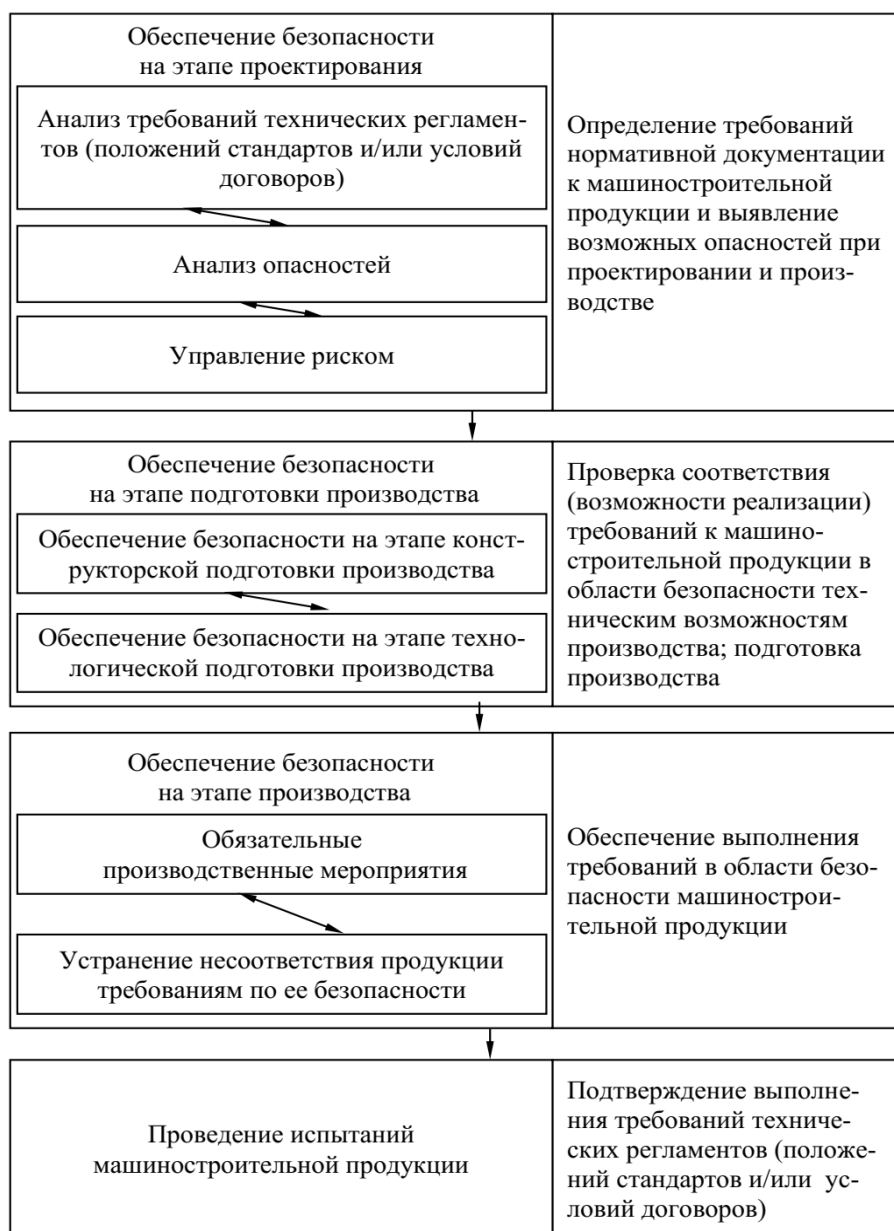 Обеспечение безопасности
на этапе проектирования
Анализ требований технических регламен-
тов (положений стандартов и/или условий
договоров)
Анализ опасностей
Управление риском
Определение требований
нормативной документации
к машиностроительной
продукции и выявление
возможных опасностей при
проектировании и произ-
водстве
Обеспечение безопасности
на этапе подготовки производства
Обеспечение безопасности на этапе конст-
рукторской подготовки производства
Обеспечение безопасности на этапе техно-
логической подготовки производства
Проверка соответствия
(возможности реализации)
требований к машино-
строительной продукции в
области безопасности тех-
ническим возможностям
производства; подготовка
производства
Обеспечение безопасности
на этапе производства
Обязательные
производственные мероприятия
Устранение несоответствия продукции
требованиям по ее безопасности
Обеспечение выполнения
требований в области безо-
пасности машинострои-
тельной продукции
Проведение испытаний
машиностроительной продукции
Подтверждение выполне-
ния требований техниче-
ских регламентов (положе-
ний стандартов и/или ус-
ловий договоров)